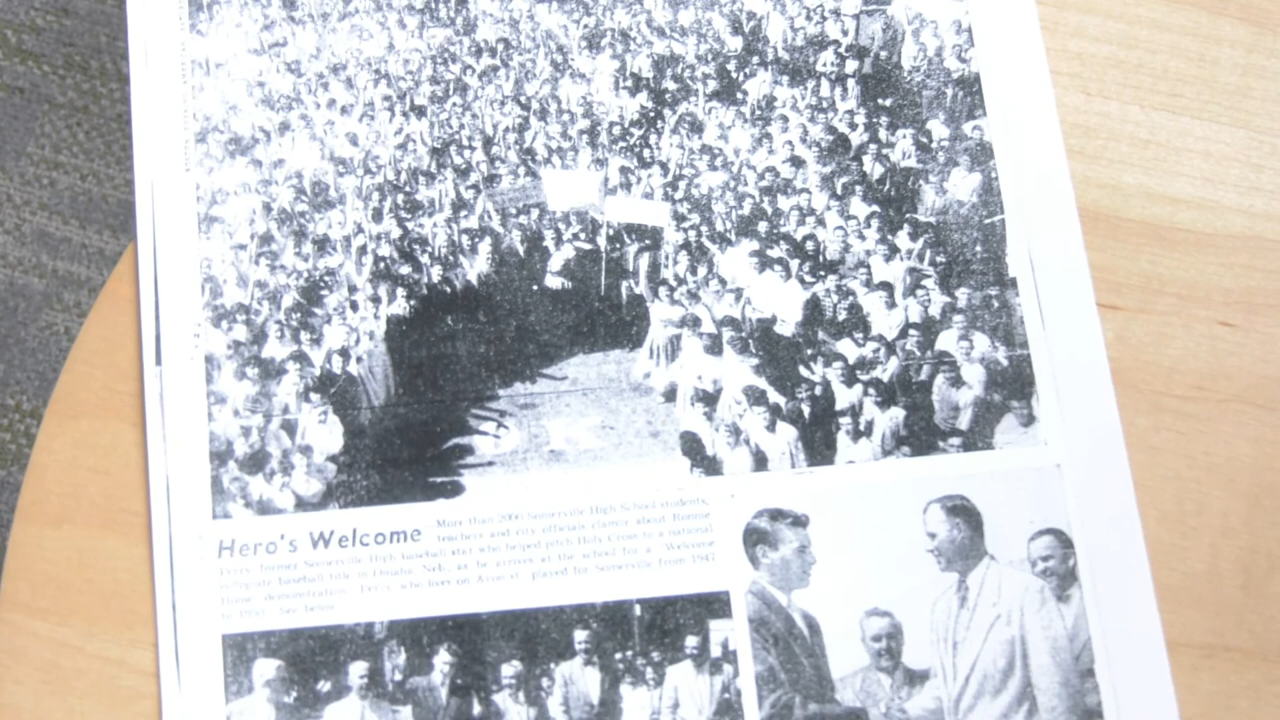 Hero's Welcome —More than 2000 Somerville High School students,
teachers and city officials clamor about Ronnie
Perry, former Somerville High baseball star who helped pitch Holy Cross to a national
collegiate baseball title in Omaha, Neb., as he arrives at the school for a "Welcome
Home" demonstration. Perry, who lives on Avon st., played for Somerville from 1947
to 1950. See below